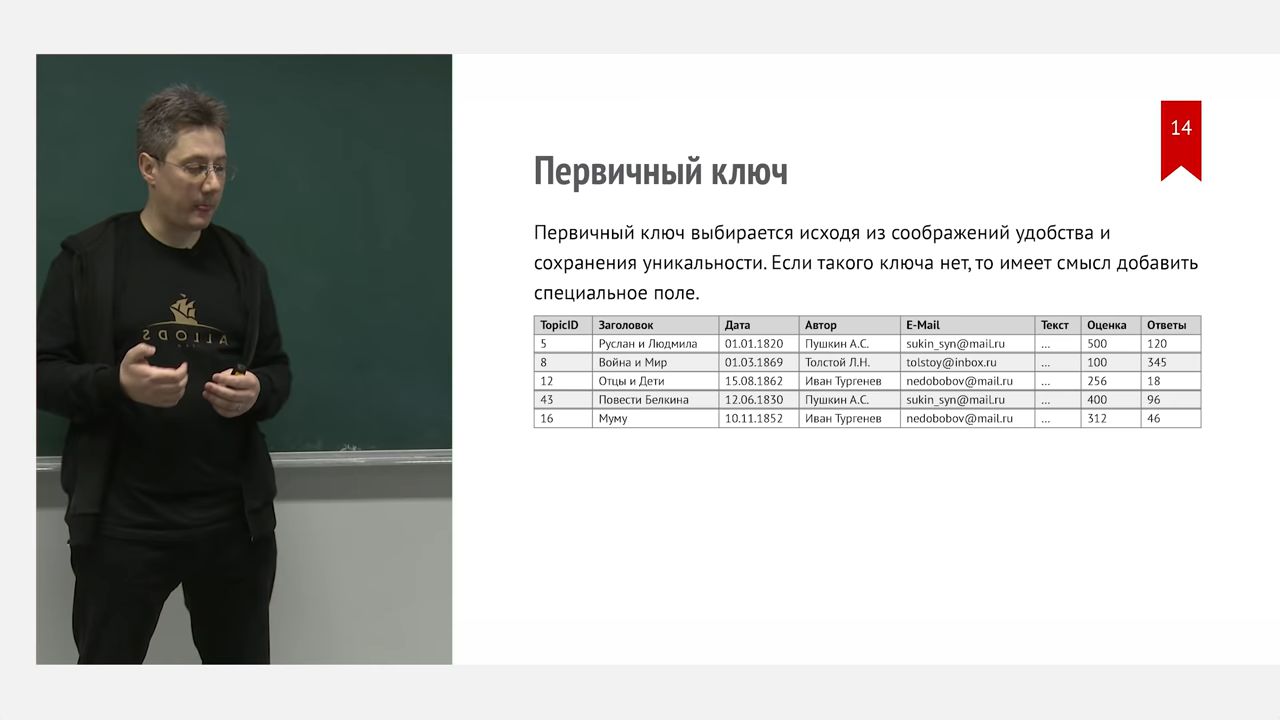 ALLODS
14
Первичный ключ
Первичный ключ выбирается исходя из соображений удобства и
сохранения уникальности. Если такого ключа нет, то имеет смысл добавить
специальное поле.
TopicID Заголовок Дата Автор E-Mail Текст Оценка Ответы
5 Руслан и Людмила 01.01.1820 Пушкин А.С. sukin_syn@mail.ru ... 500 120
8 Война и Мир 01.03.1869 Толстой Л.Н. tolstoy@inbox.ru ... 100 345
12 Отцы и Дети 15.08.1862 Иван Тургенев nedobobov@mail.ru ... 256 18
43 Повести Белкина 12.06.1830 Пушкин А.С. sukin_syn@mail.ru ... 400 96
16 Муму 10.11.1852 Иван Тургенев nedobobov@mail.ru ... 312 46